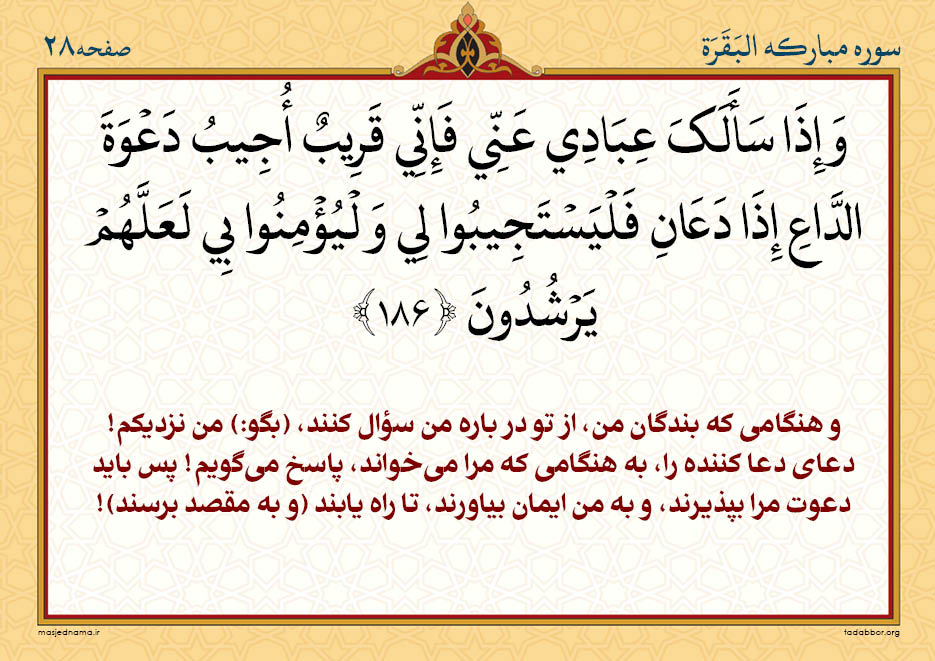 سوره مبارکه البَقَرَة
صفحه۲۸
وَ إِذَا سَأَلَکَ عِبَادِي عَنِّي فَإِنِّي قَرِيبٌ أُجِيبُ دَعْوَةَ
الدَّاعِ إِذَا دَعَانِ فَلْيَسْتَجِيبُوا لِي وَ لْيُؤْمِنُوا بِي لَعَلَّهُمْ
يَرْشُدُونَ ﴿۱۸۶﴾
و هنگامی که بندگان من، از تو در باره من سؤال کنند، (بگو:) من نزدیکم!
دعای دعا کننده را، به هنگامی که مرا می‌خواند، پاسخ می‌گویم! پس باید
دعوت مرا بپذیرند، و به من ایمان بیاورند، تا راه یابند (و به مقصد برسند)!
masjednama.ir
tadabbor.org